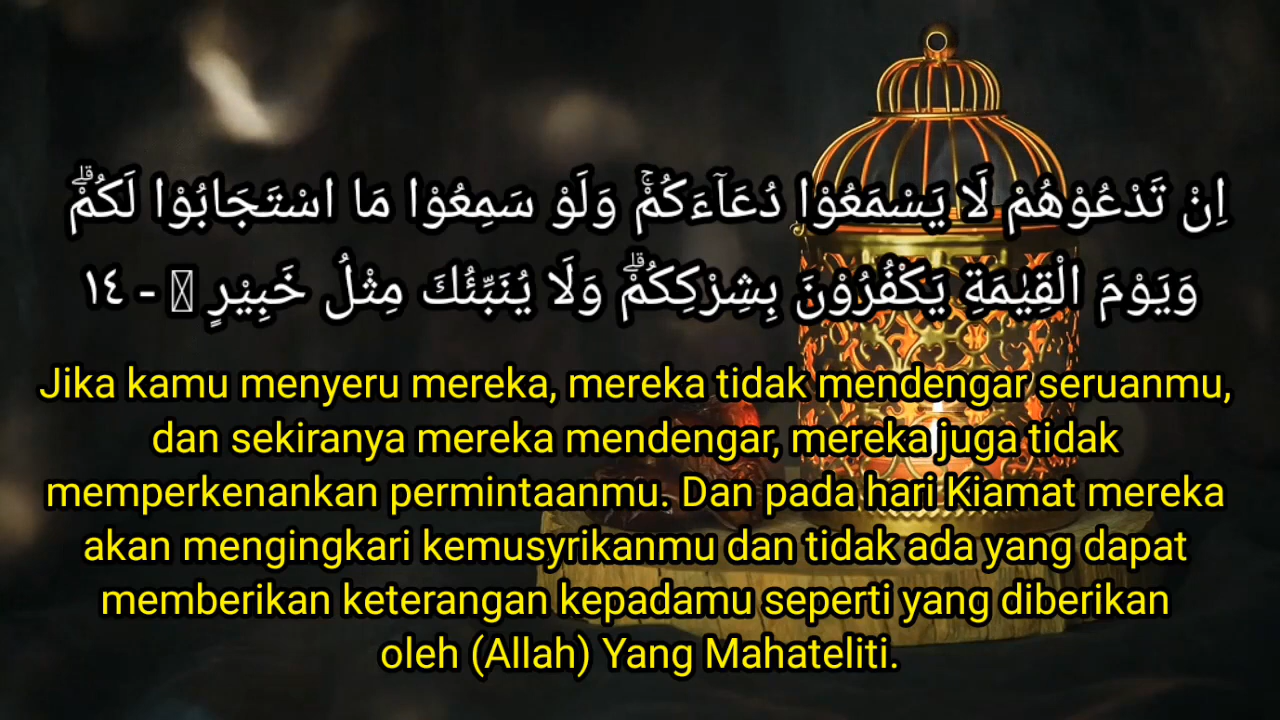 اِنْ تَدْعُوْهُمْ لَا يَسْمَعُوْا دُعَاۤءَكُمْۚ وَلَوْ سَمِعُوْا مَا اسْتَجَابُوْا لَكُمْۗ
وَيَوْمَ الْقِيٰمَةِ يَكْفُرُوْنَ بِشِرْكِكُمْۗ وَلَا يُنَبِّئُكَ مِثْلُ خَبِيْرٍ - ١٤
Jika kamu menyeru mereka, mereka tidak mendengar seruanmu,
dan sekiranya mereka mendengar, mereka juga tidak
memperkenankan permintaanmu. Dan pada hari Kiamat mereka
akan mengingkari kemusyrikanmu dan tidak ada yang dapat
memberikan keterangan kepadamu seperti yang diberikan
oleh (Allah) Yang Mahateliti.